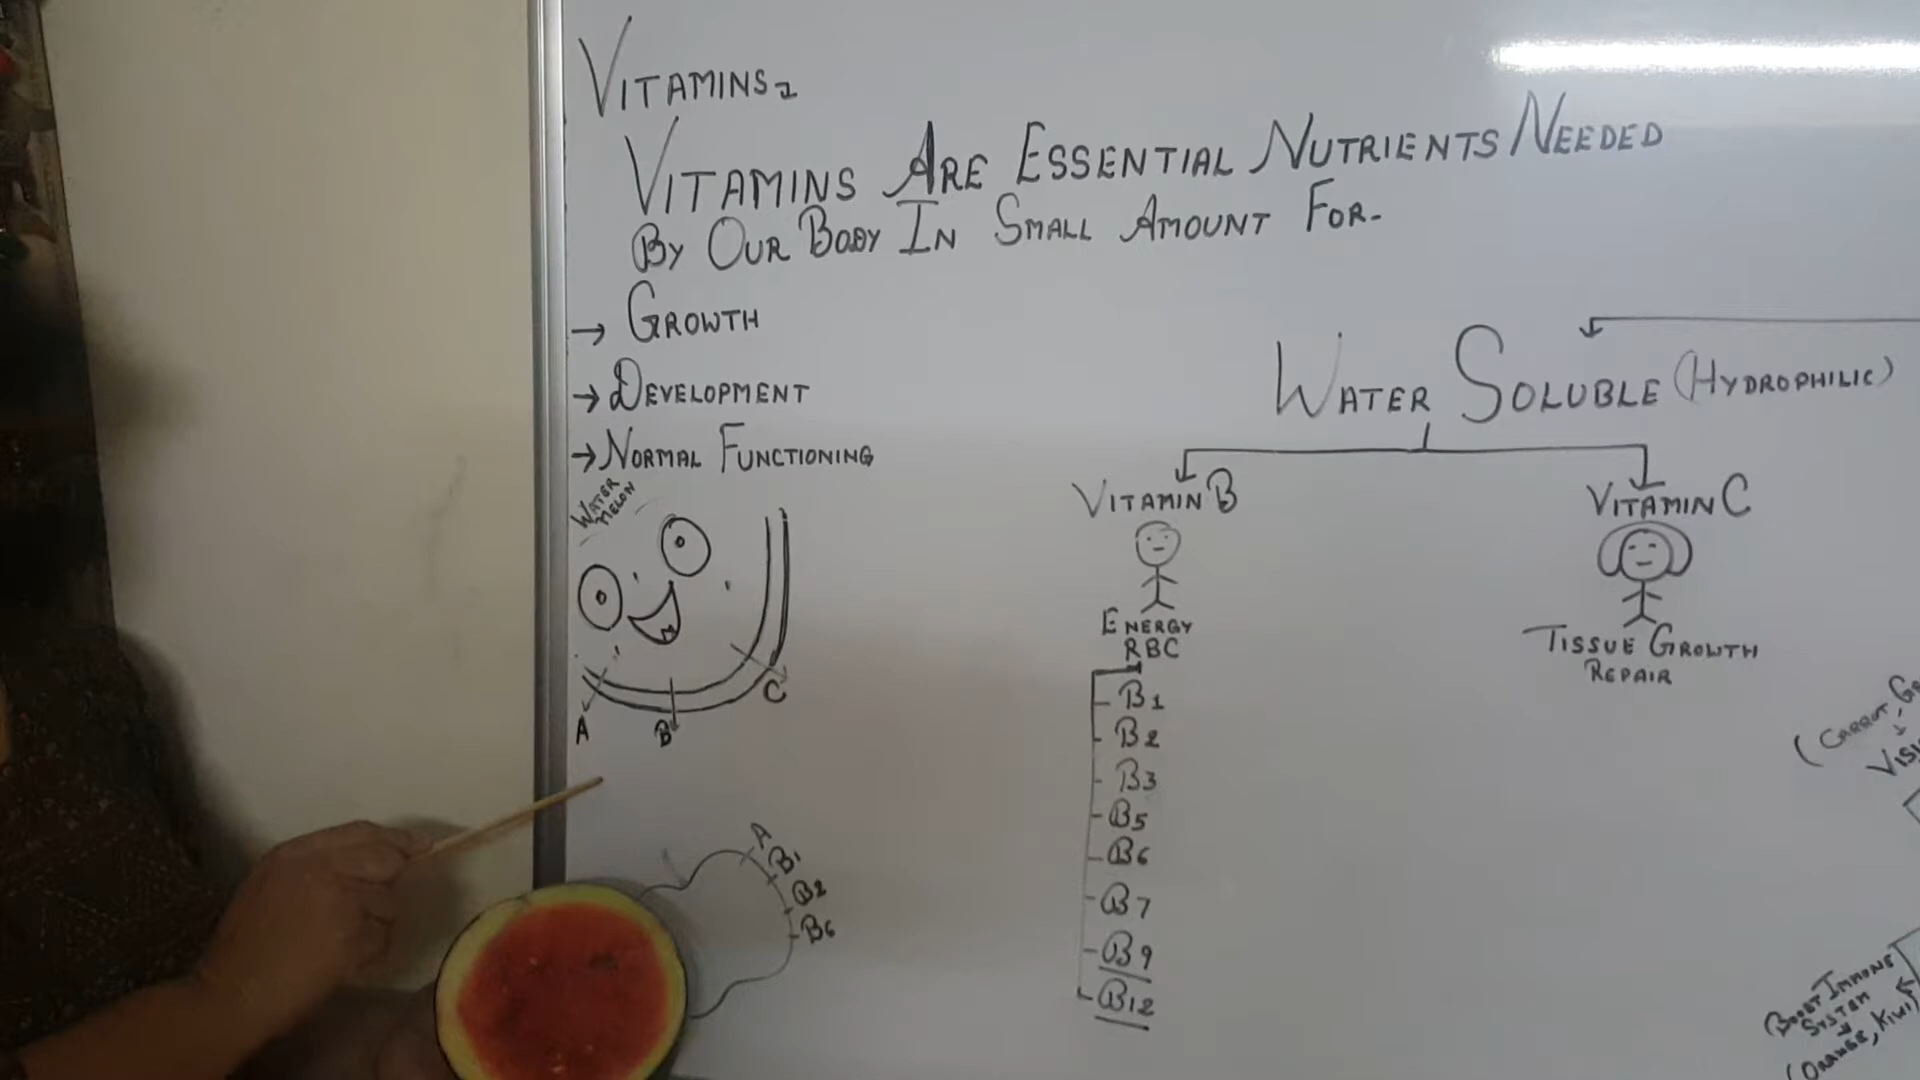 VITAMINS
VITAMINS ARE ESSENTIAL NUTRIENTS NEEDED
BY OUR BODY IN SMALL AMOUNT FOR-
→ GROWTH
→ DEVELOPMENT
→ NORMAL FUNCTIONING
WATER
MELON
A
B
C
A
B1
B2
B6
WATER SOLUBLE (HYDROPHILIC)
VITAMIN B
ENERGY
RBC
B1
B2
B3
B5
B6
B7
B9
B12
VITAMIN C
TISSUE GROWTH
REPAIR
(CARROT,
BOOST IMMUNE
SYSTEM
(ORANGE, KIWI)